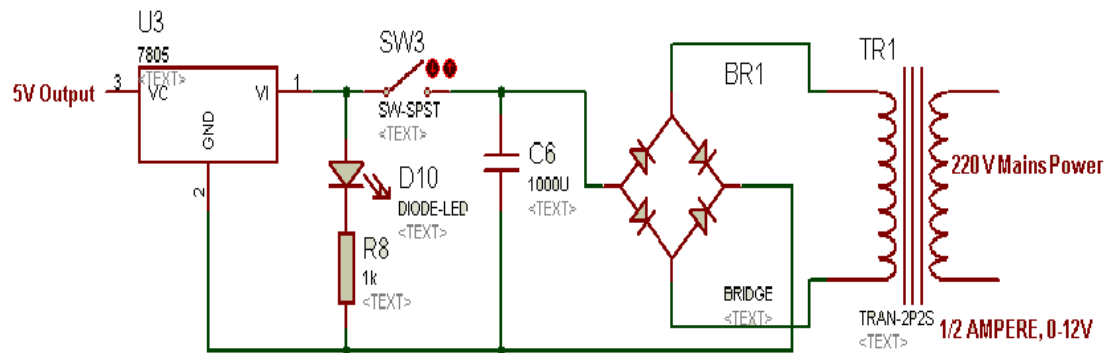 U3
7805
<TEXT>
3
VC
VI
1
GND
2
5V Output
SW3
SW-SPST
<TEXT>
D10
DIODE-LED
<TEXT>
R8
1k
<TEXT>
C6
1000U
<TEXT>
BR1
BRIDGE
<TEXT>
TR1
TRAN-2P2S
<TEXT>
220 V Mains Power
1/2 AMPERE, 0-12V